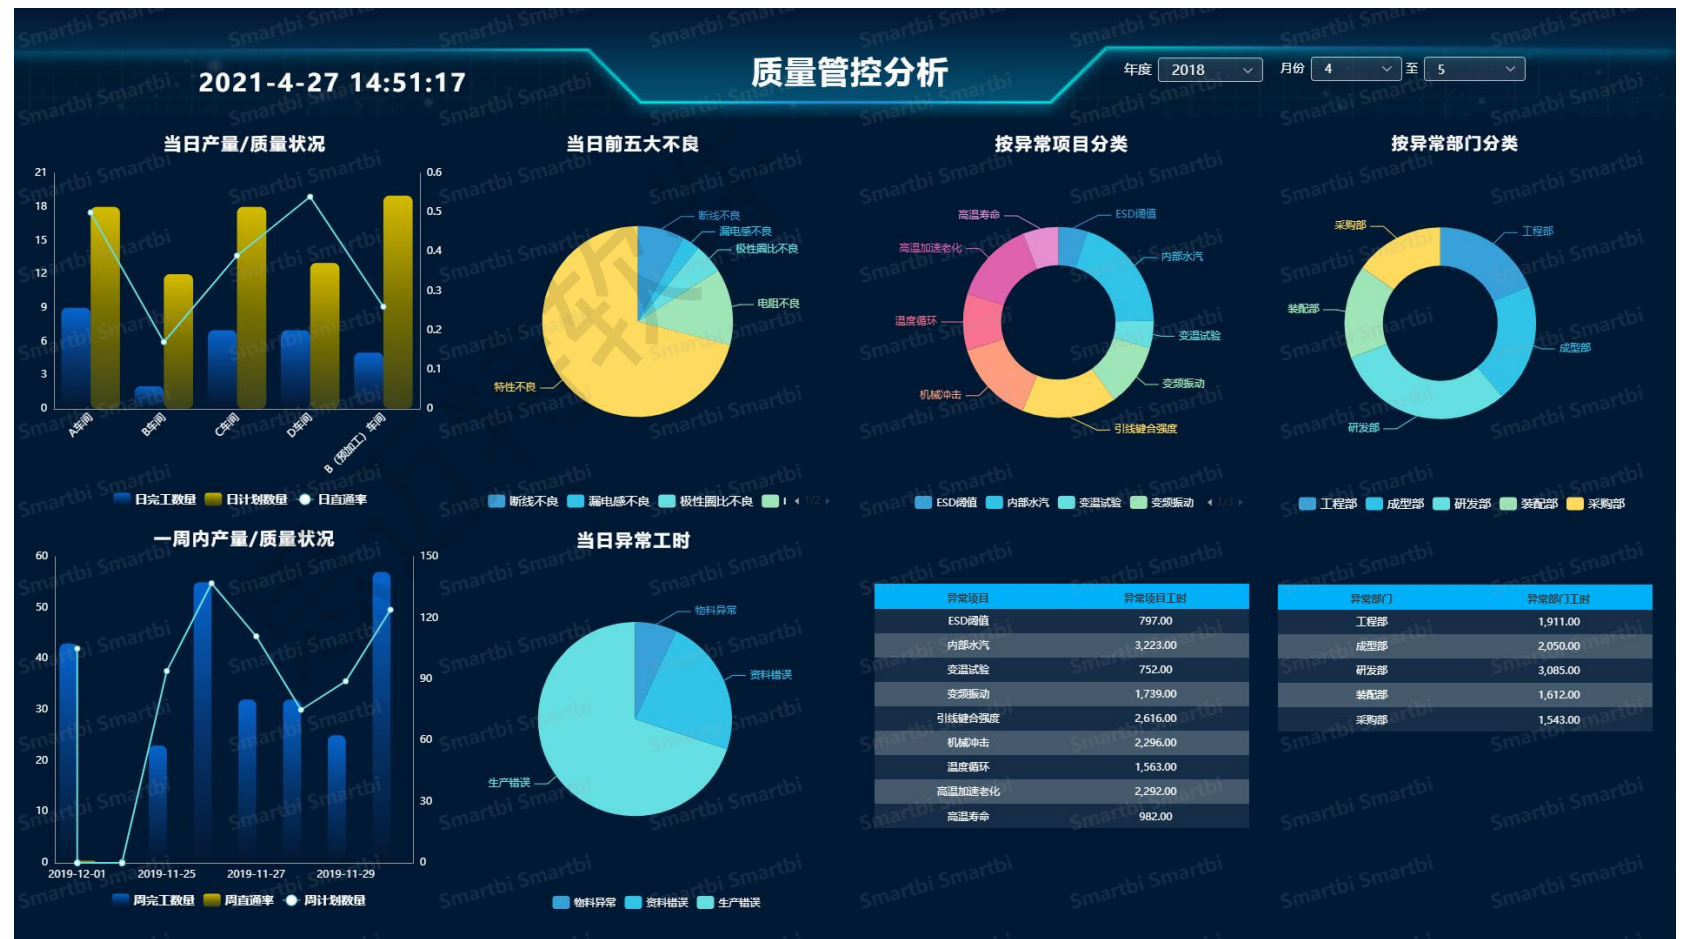 2021-4-27 14:51:17
质量管控分析
年度 2018
月份 4 至 5
当日产量/质量状况
21
18
15
12
9
6
3
0
0.6
0.5
0.4
0.3
0.2
0.1
0
A车间
B车间
C车间
D车间
B（预加工）车间
日完工数量 日计划数量 日直通率
当日前五大不良
断线不良
漏电感不良
极性圈比不良
电阻不良
特性不良
断线不良 漏电感不良 极性圈比不良 1/2
按异常项目分类
高温寿命
ESD阈值
高温加速老化
内部水汽
温度循环
变温试验
变频振动
机械冲击
引线键合强度
ESD阈值 内部水汽 变温试验 变频振动 1/3
按异常部门分类
采购部
工程部
装配部
成型部
研发部
工程部 成型部 研发部 装配部 采购部
一周内产量/质量状况
60
50
40
30
20
10
0
150
120
90
60
30
0
2019-12-01 2019-11-25 2019-11-27 2019-11-29
周完工数量 周直通率 周计划数量
当日异常工时
物料异常
资料错误
生产错误
物料异常 资料错误 生产错误
异常项目 异常项目工时
ESD阈值 797.00
内部水汽 3,223.00
变温试验 752.00
变频振动 1,739.00
引线键合强度 2,616.00
机械冲击 2,296.00
温度循环 1,563.00
高温加速老化 2,292.00
高温寿命 982.00
异常部门 异常部门工时
工程部 1,911.00
成型部 2,050.00
研发部 3,085.00
装配部 1,612.00
采购部 1,543.00
Smartbi Smartbi